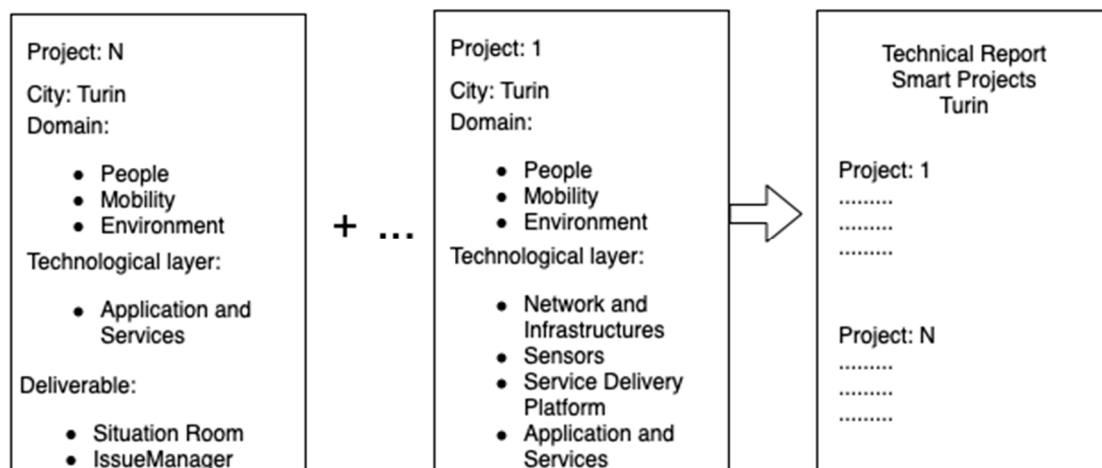 Project: N
City: Turin
Domain:
● People
● Mobility
● Environment
Technological layer:
● Application and
Services
Deliverable:
● Situation Room
● IssueManager
+ ...
Project: 1
City: Turin
Domain:
● People
● Mobility
● Environment
Technological layer:
● Network and
Infrastructures
● Sensors
● Service Delivery
Platform
● Application and
Services
Technical Report
Smart Projects
Turin
Project: 1
.........
.........
.........
Project: N
.........
.........
.........